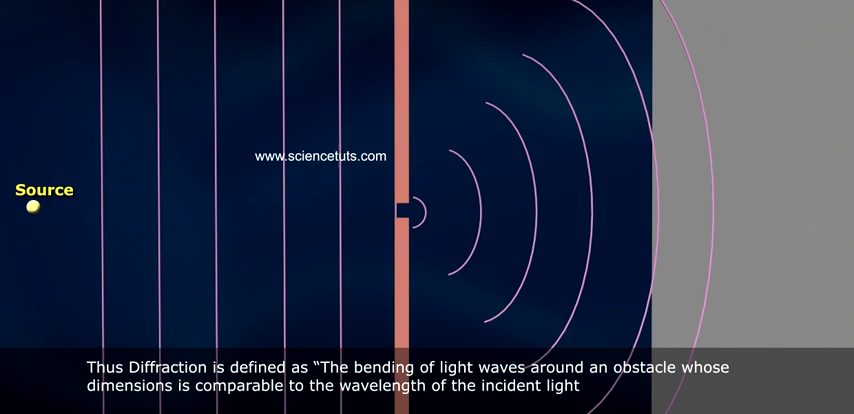 www.sciencetuts.com
Source
Thus Diffraction is defined as “The bending of light waves around an obstacle whose
dimensions is comparable to the wavelength of the incident light